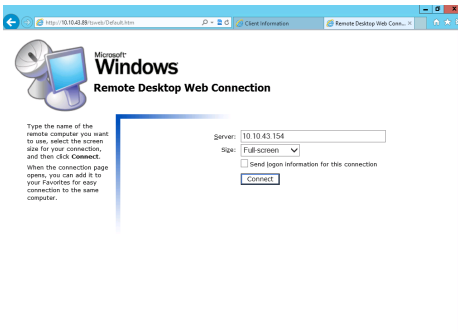 http://10.10.43.89/tsweb/Default.htm
Client Information
Remote Desktop Web Conn...
Microsoft
Windows
Remote Desktop Web Connection
Type the name of the
remote computer you want
to use, select the screen
size for your connection,
and then click Connect.
When the connection page
opens, you can add it to
your Favorites for easy
connection to the same
computer.
Server: 10.10.43.154
Size: Full-screen
Send logon information for this connection
Connect